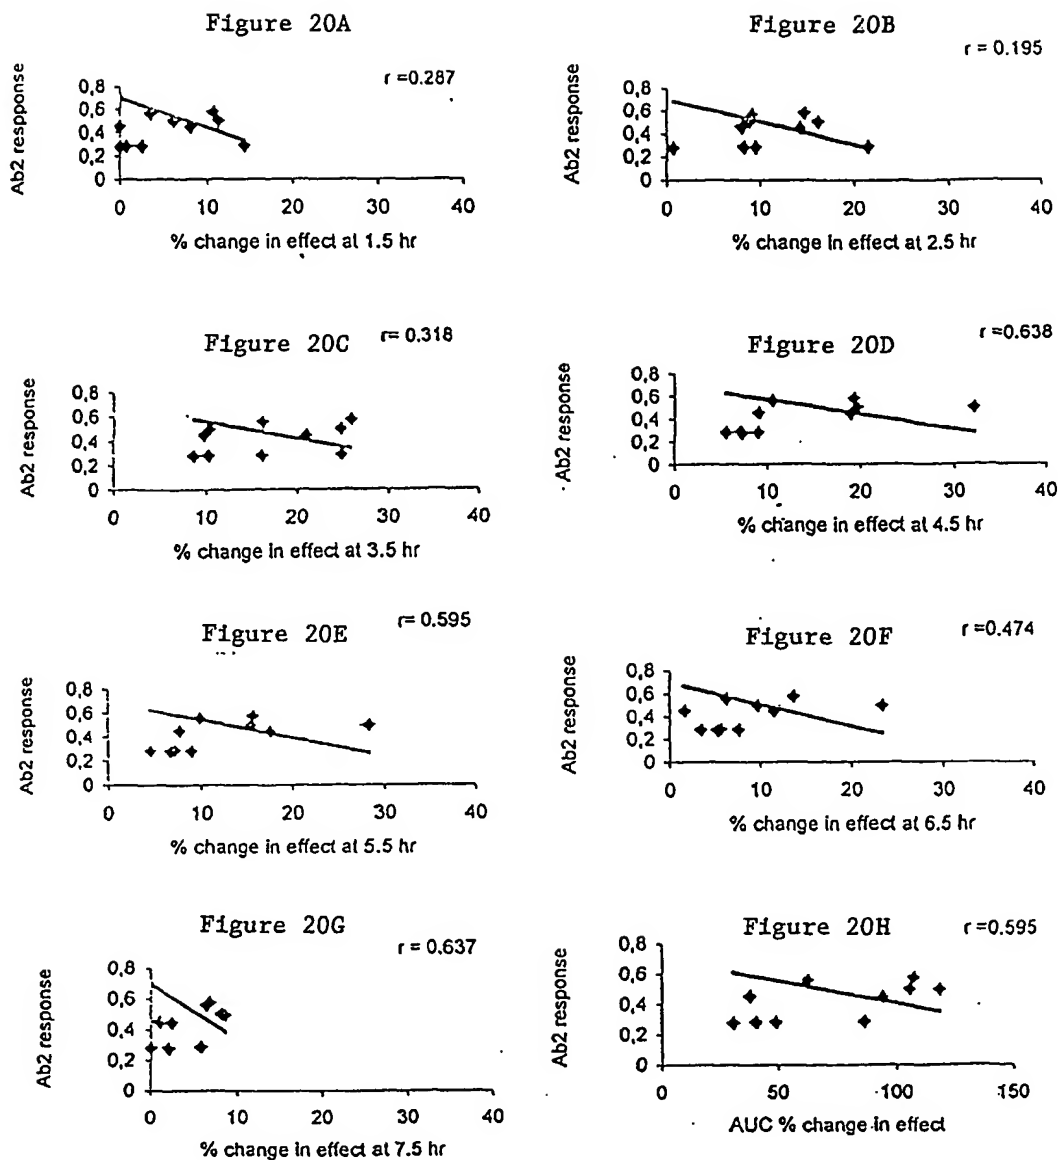 Figure 20A
r =0.287
Ab2 respponse
0,8
0,6
0,4
0,2
0
0 10 20 30 40
% change in effect at 1.5 hr
Figure 20B
r = 0.195
Ab2 response
0,8
0,6
0,4
0,2
0
0 10 20 30 40
% change in effect at 2.5 hr
Figure 20C
r= 0.318
Ab2 response
0,8
0,6
0,4
0,2
0
0 10 20 30 40
% change in effect at 3.5 hr
Figure 20D
r =0.638
Ab2 response
0,8
0,6
0,4
0,2
0
0 10 20 30 40
% change in effect at 4.5 hr
Figure 20E
r= 0.595
Ab2 response
0,8
0,6
0,4
0,2
0
0 10 20 30 40
% change in effect at 5.5 hr
Figure 20F
r =0.474
Ab2 response
0,8
0,6
0,4
0,2
0
0 10 20 30 40
% change in effect at 6.5 hr
Figure 20G
r = 0.637
Ab2 response
0,8
0,6
0,4
0,2
0
0 10 20 30 40
% change in effect at 7.5 hr
Figure 20H
r =0.595
Ab2 response
0,8
0,6
0,4
0,2
0
0 50 100 150
AUC % change in effect